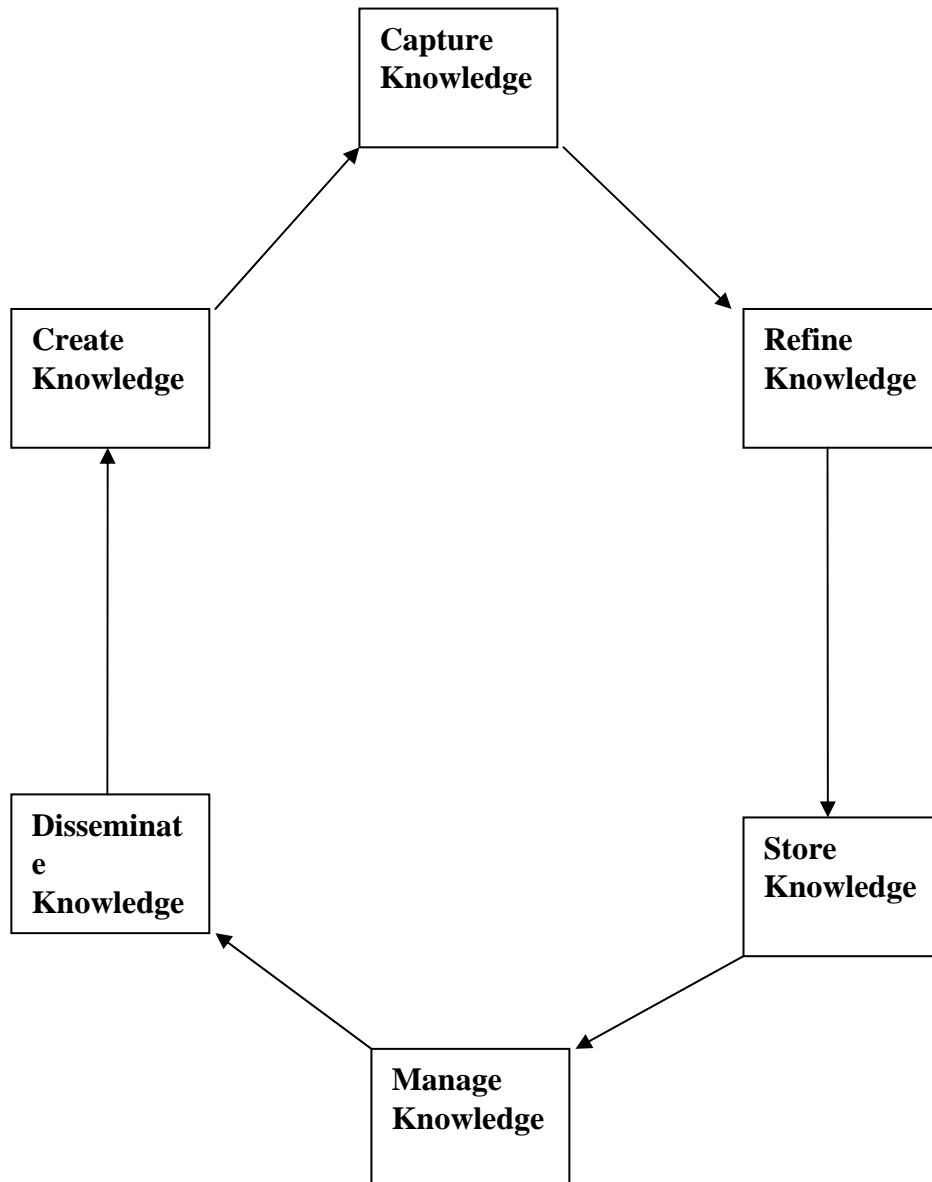 Capture
Knowledge
Create
Knowledge
Refine
Knowledge
Disseminat
e
Knowledge
Store
Knowledge
Manage
Knowledge